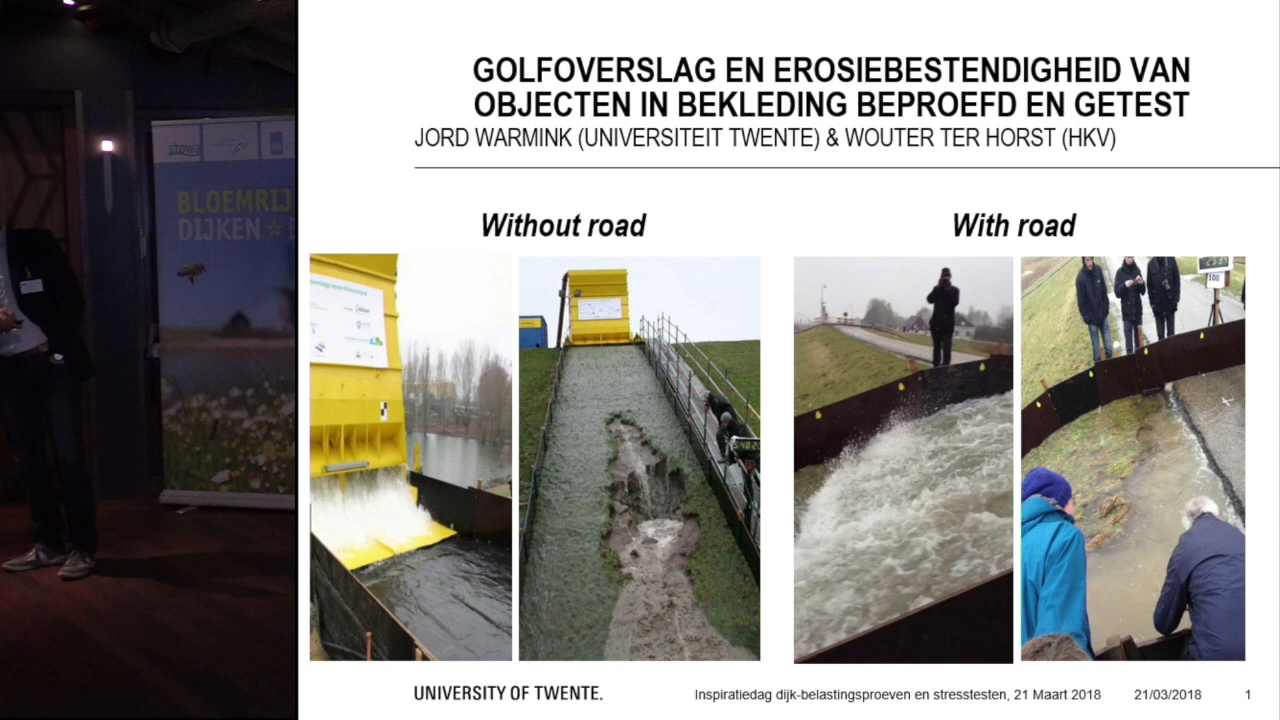 stowa
BLOEMRIJ
DIJKEN
GOLFOVERSLAG EN EROSIEBESTENDIGHEID VAN
OBJECTEN IN BEKLEDING BEPROEFD EN GETEST
JORD WARMINK (UNIVERSITEIT TWENTE) & WOUTER TER HORST (HKV)
Without road
With road
100
UNIVERSITY OF TWENTE.
Inspiratiedag dijk-belastingsproeven en stresstesten, 21 Maart 2018
21/03/2018
1